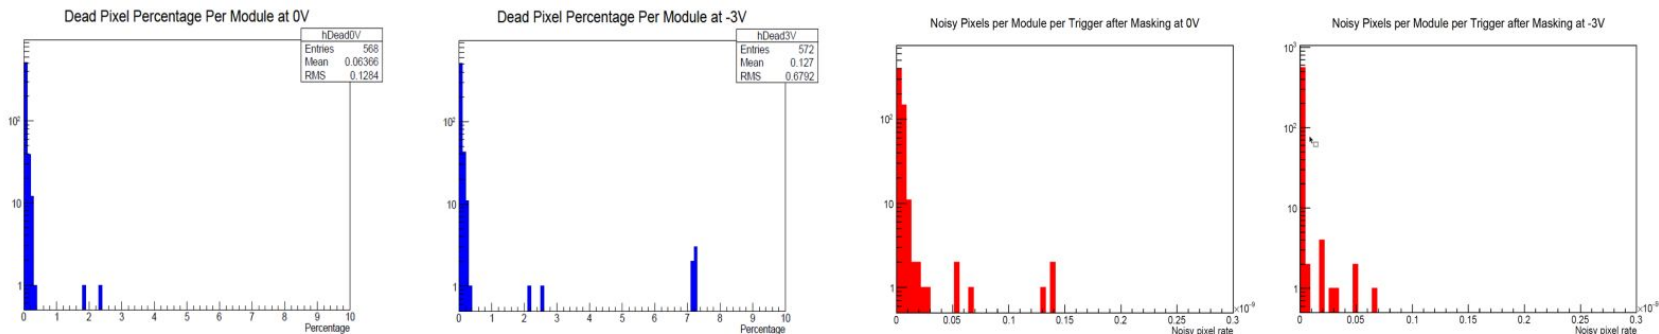 Dead Pixel Percentage Per Module at 0V
hDead0V
Entries 568
Mean 0.06366
RMS 0.1284
10²
10
1
0 1 2 3 4 5 6 7 8 9 10
Percentage
Dead Pixel Percentage Per Module at -3V
hDead3V
Entries 572
Mean 0.127
RMS 0.6792
10²
10
1
0 1 2 3 4 5 6 7 8 9 10
Percentage
Noisy Pixels per Module per Trigger after Masking at 0V
10²
10
1
0 0.05 0.1 0.15 0.2 0.25 0.3
×10⁻⁹
Noisy pixel rate
Noisy Pixels per Module per Trigger after Masking at -3V
10³
10²
10
1
0 0.05 0.1 0.15 0.2 0.25 0.3
Noisy pixel rate